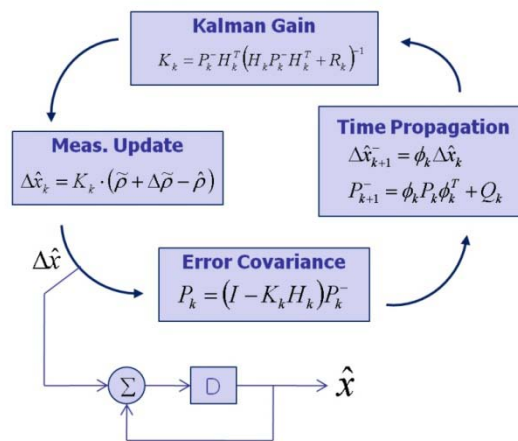 Kalman Gain
K_k = P_k^- H_k^T (H_k P_k^- H_k^T + R_k)^{-1}
Meas. Update
Δx̂_k = K_k · (ρ̃ + Δρ̃ − ρ̂)
Time Propagation
Δx̂_{k+1}^- = ϕ_k Δx̂_k
P_{k+1}^- = ϕ_k P_k ϕ_k^T + Q_k
Δx̂
Error Covariance
P_k = (I − K_k H_k) P_k^-
Σ
D
x̂